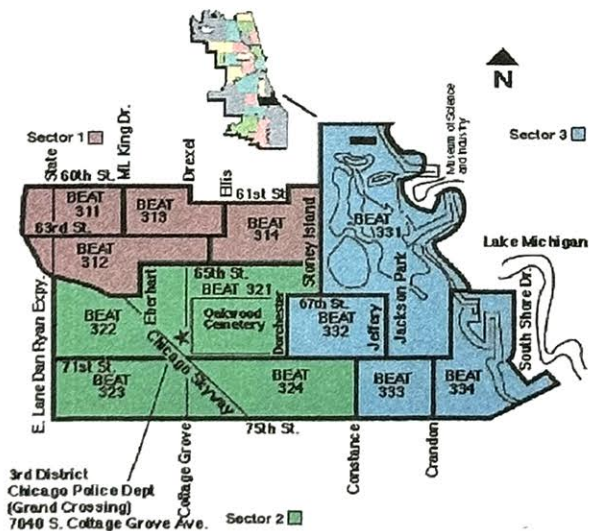 N
Sector 1
Sector 3
Museum of Science
and Industry
State
60th St.
ML King Dr.
Drexel
Ellis
61st St.
BEAT
311
BEAT
313
BEAT
314
63rd St.
BEAT
312
Stoney Island
BEAT
331
Lake Michigan
65th St.
BEAT 321
Eberhart
Oakwood
Cemetery
Dorchester
67th St.
BEAT
332
Jeffery
Jackson Park
South Shore Dr.
E. Lane Dan Ryan Expy.
BEAT
322
Chicago Skyway
71st St.
BEAT
323
BEAT
324
BEAT
333
BEAT
334
75th St.
Cottage Grove
Constance
Crandon
3rd District
Chicago Police Dept
(Grand Crossing)
7040 S. Cottage Grove Ave.
Sector 2